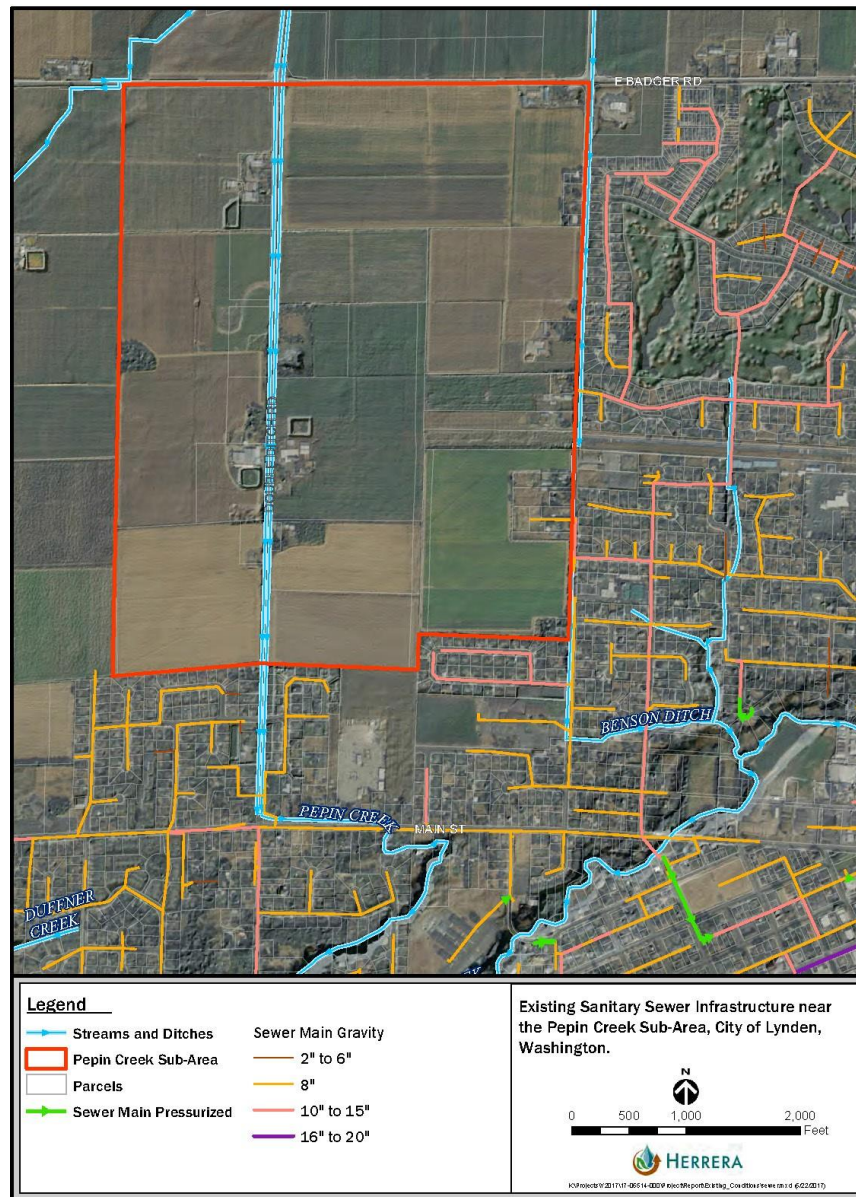 E BADGER RD
BENSON DITCH
PEPIN CREEK
MAIN ST
DUFFNER
CREEK
Legend
Streams and Ditches
Pepin Creek Sub-Area
Parcels
Sewer Main Pressurized
Sewer Main Gravity
2" to 6"
8"
10" to 15"
16" to 20"
Existing Sanitary Sewer Infrastructure near
the Pepin Creek Sub-Area, City of Lynden,
Washington.
N
0 500 1,000 2,000
Feet
HERRERA